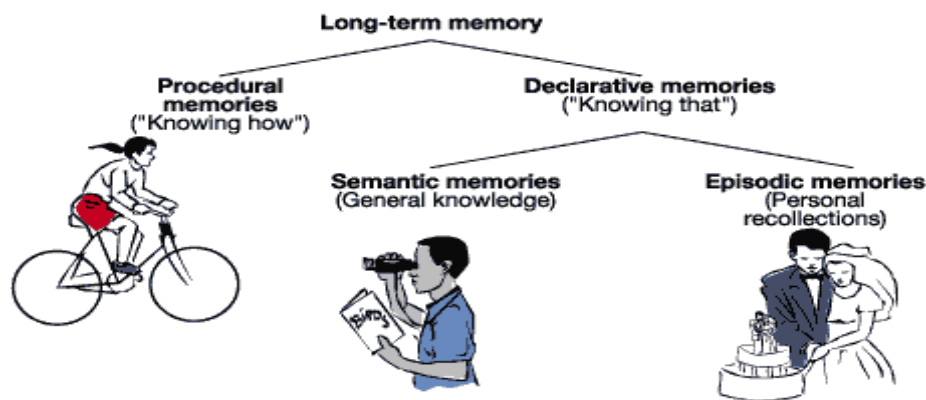 Long-term memory
Procedural
memories
("Knowing how")
Declarative memories
("Knowing that")
Semantic memories
(General knowledge)
Episodic memories
(Personal
recollections)
Birds